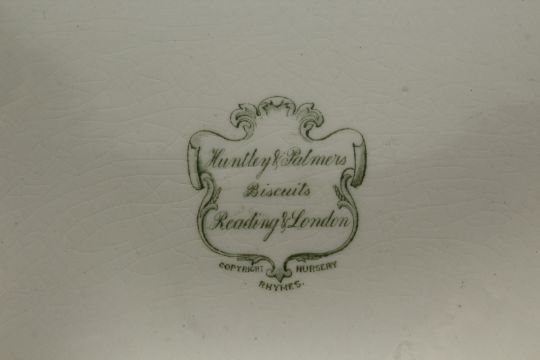 Huntley & Palmers
Biscuits
Reading & London
COPYRIGHT NURSERY
RHYMES.